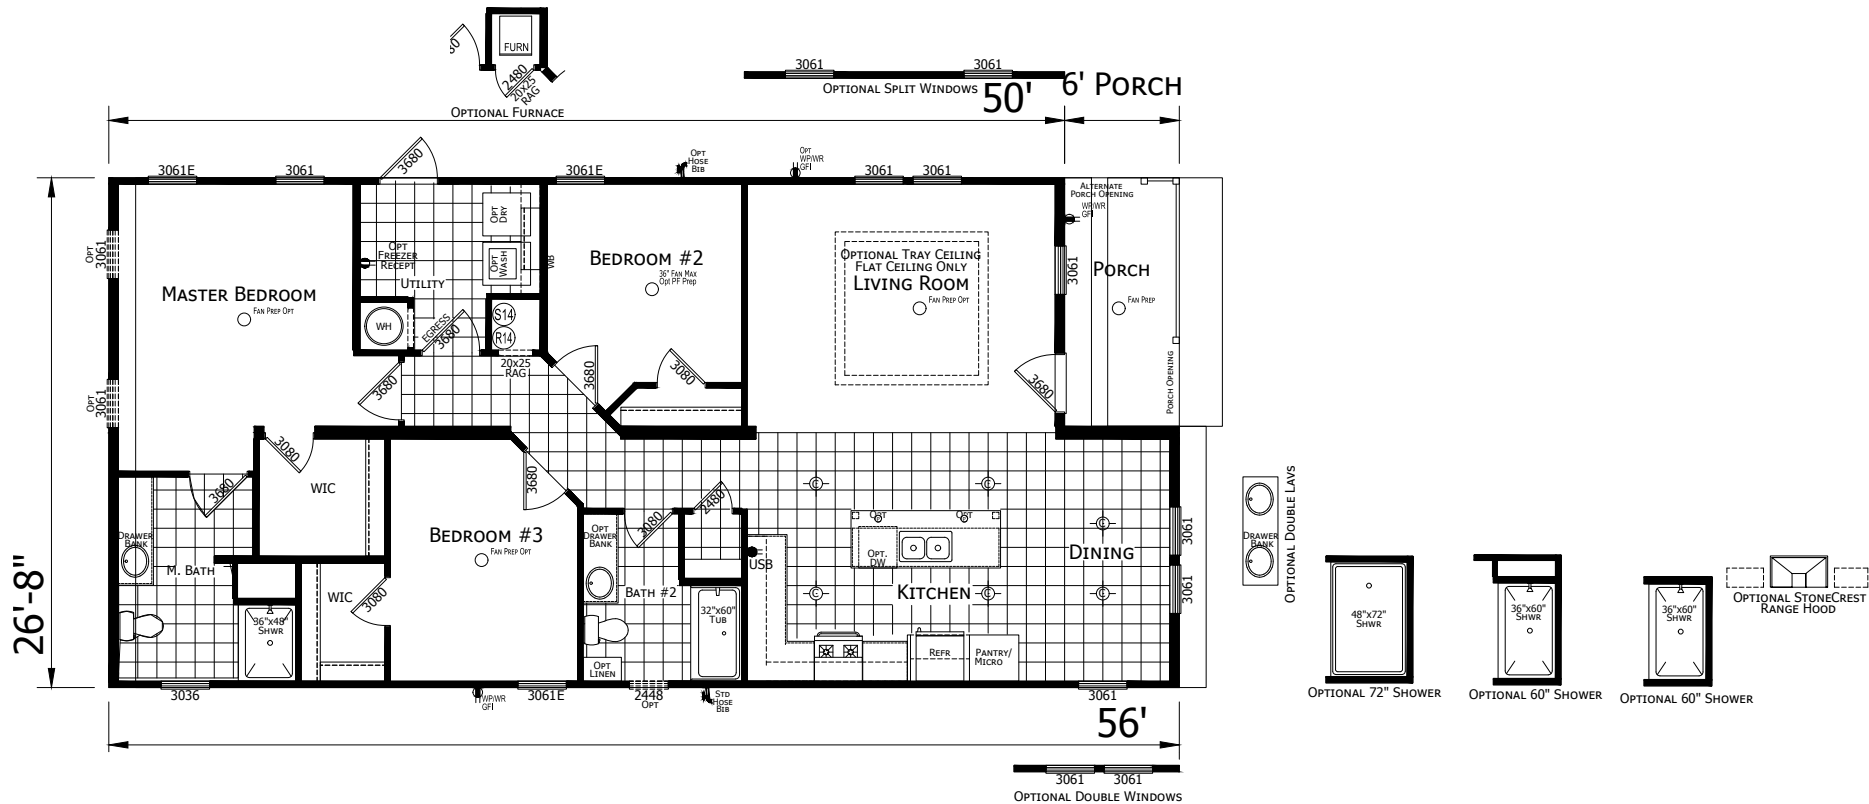 FURN
30
2480
20x25
RAG
OPTIONAL FURNACE
3061
3061
OPTIONAL SPLIT WINDOWS
50'
6' PORCH
3061E
3061
3680
3061E
OPT
HOSE
BIB
OPT
WP/WR
GFI
3061
3061
ALTERNATE
PORCH OPENING
WP/WR
GFI
OPT
DRY
OPT
WASH
WB
OPT
FREEZER
RECEPT
UTILITY
OPT
3061
MASTER BEDROOM
FAN PREP OPT
BEDROOM #2
36" FAN MAX
Opt PF Prep
OPTIONAL TRAY CEILING
FLAT CEILING ONLY
LIVING ROOM
FAN PREP OPT
3061
PORCH
FAN PREP
WH
EGRESS
3680
S14
R14
20x25
RAG
3680
3680
3080
3680
PORCH OPENING
OPT
3061
3080
WIC
3680
3680
2480
3080
DRAWER
BANK
M. BATH
BEDROOM #3
FAN PREP OPT
OPT
DRAWER
BANK
BATH #2
USB
OPT
OPT
OPT.
DW
KITCHEN
C
C
C
C
C
C
DINING
3061
3061
26'-8"
WIC
3080
36"x48"
SHWR
32"x60"
TUB
OPT
LINEN
REFR
PANTRY/
MICRO
3036
WP/WR
GFI
3061E
2448
OPT
STD
HOSE
BIB
3061
56'
3061
3061
OPTIONAL DOUBLE WINDOWS
DRAWER
BANK
OPTIONAL DOUBLE LAVS
48"x72"
SHWR
OPTIONAL 72" SHOWER
36"x60"
SHWR
OPTIONAL 60" SHOWER
36"x60"
SHWR
OPTIONAL 60" SHOWER
OPTIONAL STONECREST
RANGE HOOD